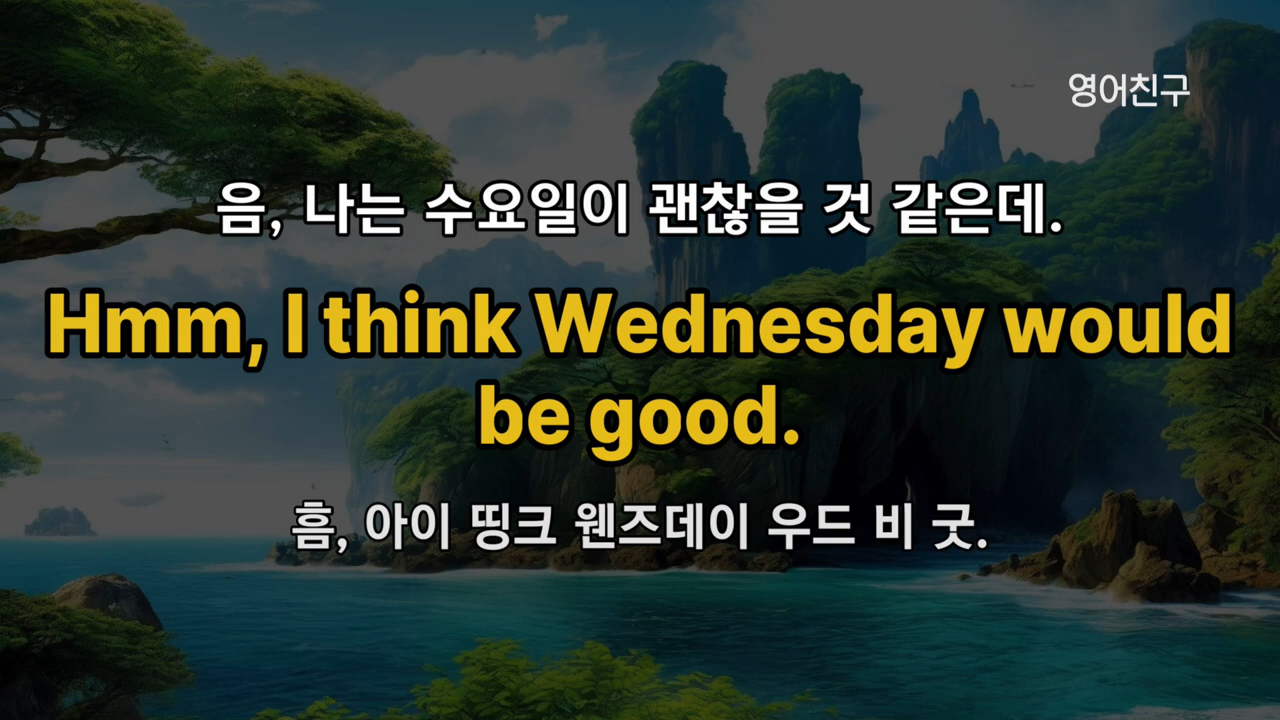 영어친구
음, 나는 수요일이 괜찮을 것 같은데.
Hmm, I think Wednesday would
be good.
흠, 아이 띵크 웬즈데이 우드 비 굿.